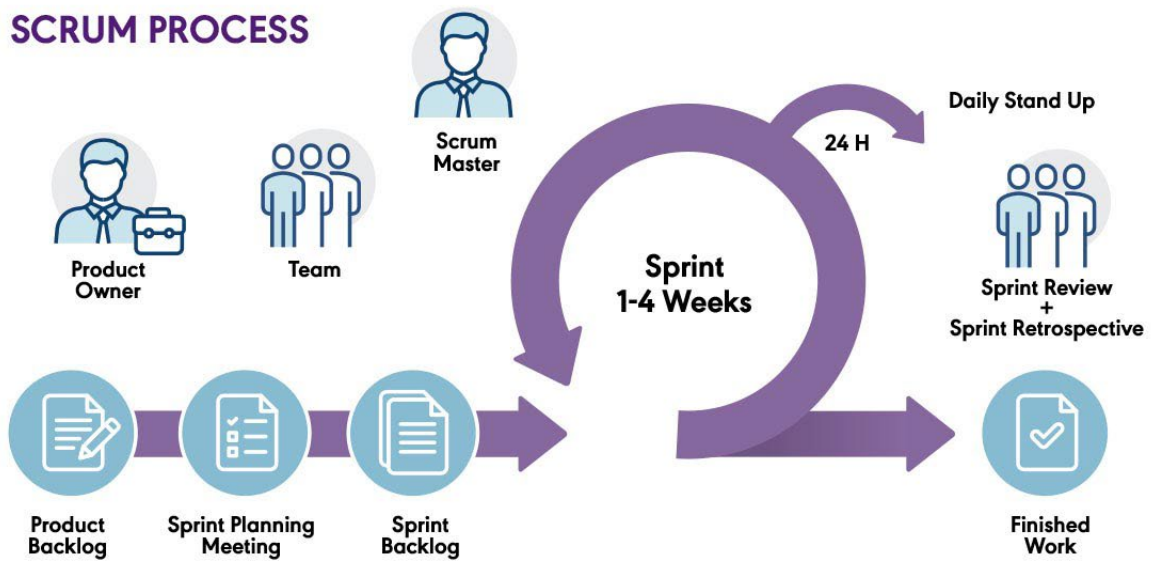 SCRUM PROCESS
Scrum
Master
Product
Owner
Team
Daily Stand Up
24 H
Sprint
1-4 Weeks
Sprint Review
+
Sprint Retrospective
Product
Backlog
Sprint Planning
Meeting
Sprint
Backlog
Finished
Work